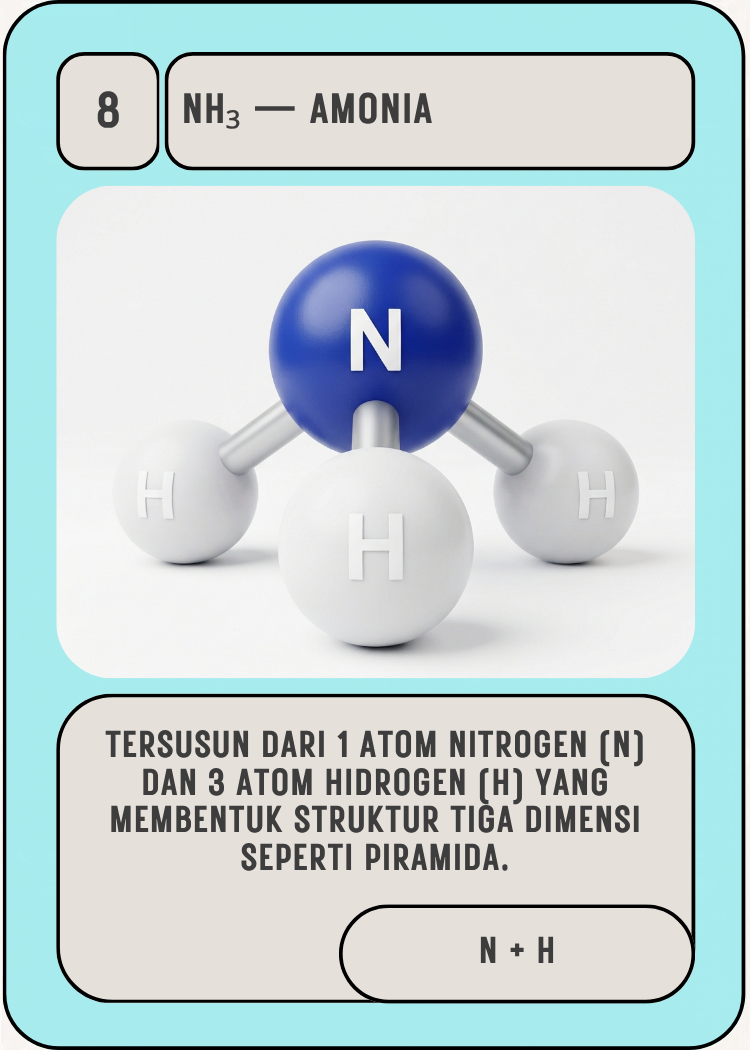 8
NH₃ — AMONIA
N
H
H
H
TERSUSUN DARI 1 ATOM NITROGEN (N)
DAN 3 ATOM HIDROGEN (H) YANG
MEMBENTUK STRUKTUR TIGA DIMENSI
SEPERTI PIRAMIDA.
N + H